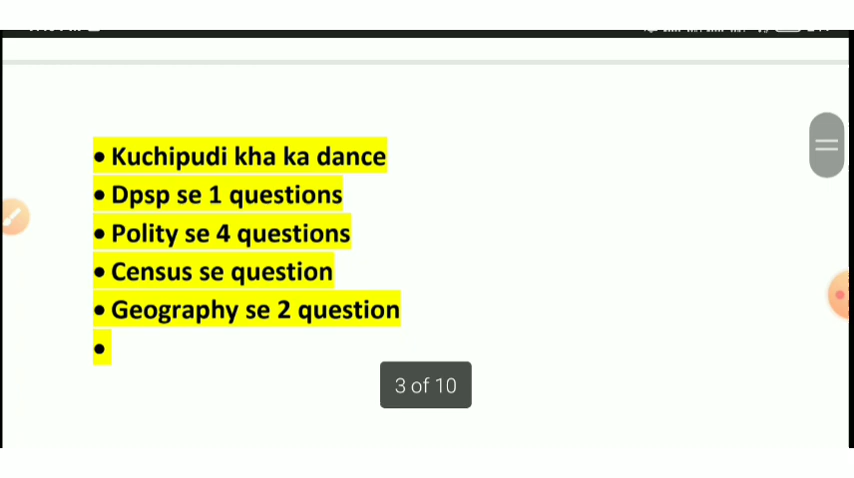 • Kuchipudi kha ka dance
• Dpsp se 1 questions
• Polity se 4 questions
• Census se question
• Geography se 2 question
•
3 of 10